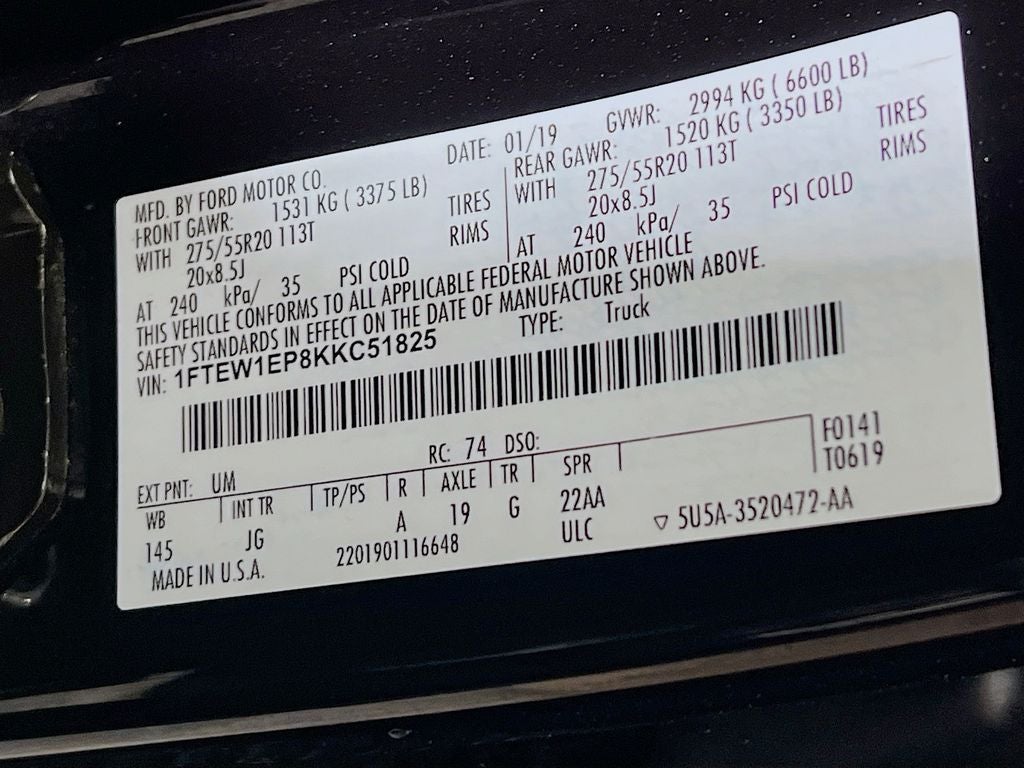 MFD. BY FORD MOTOR CO.
DATE: 01/19
GVWR: 2994 KG ( 6600 LB)
FRONT GAWR: 1531 KG ( 3375 LB)
WITH 275/55R20 113T TIRES
20x8.5J RIMS
AT 240 kPa/ 35 PSI COLD
REAR GAWR: 1520 KG ( 3350 LB)
WITH 275/55R20 113T TIRES
20x8.5J RIMS
AT 240 kPa/ 35 PSI COLD
THIS VEHICLE CONFORMS TO ALL APPLICABLE FEDERAL MOTOR VEHICLE
SAFETY STANDARDS IN EFFECT ON THE DATE OF MANUFACTURE SHOWN ABOVE.
VIN: 1FTEW1EP8KKC51825
TYPE: Truck
EXT PNT: UM RC: 74 DSO:
F0141
T0619
WB INT TR TP/PS R AXLE TR SPR
145 JG A 19 G 22AA
ULC
MADE IN U.S.A. 2201901116648
▽ 5U5A-3520472-AA